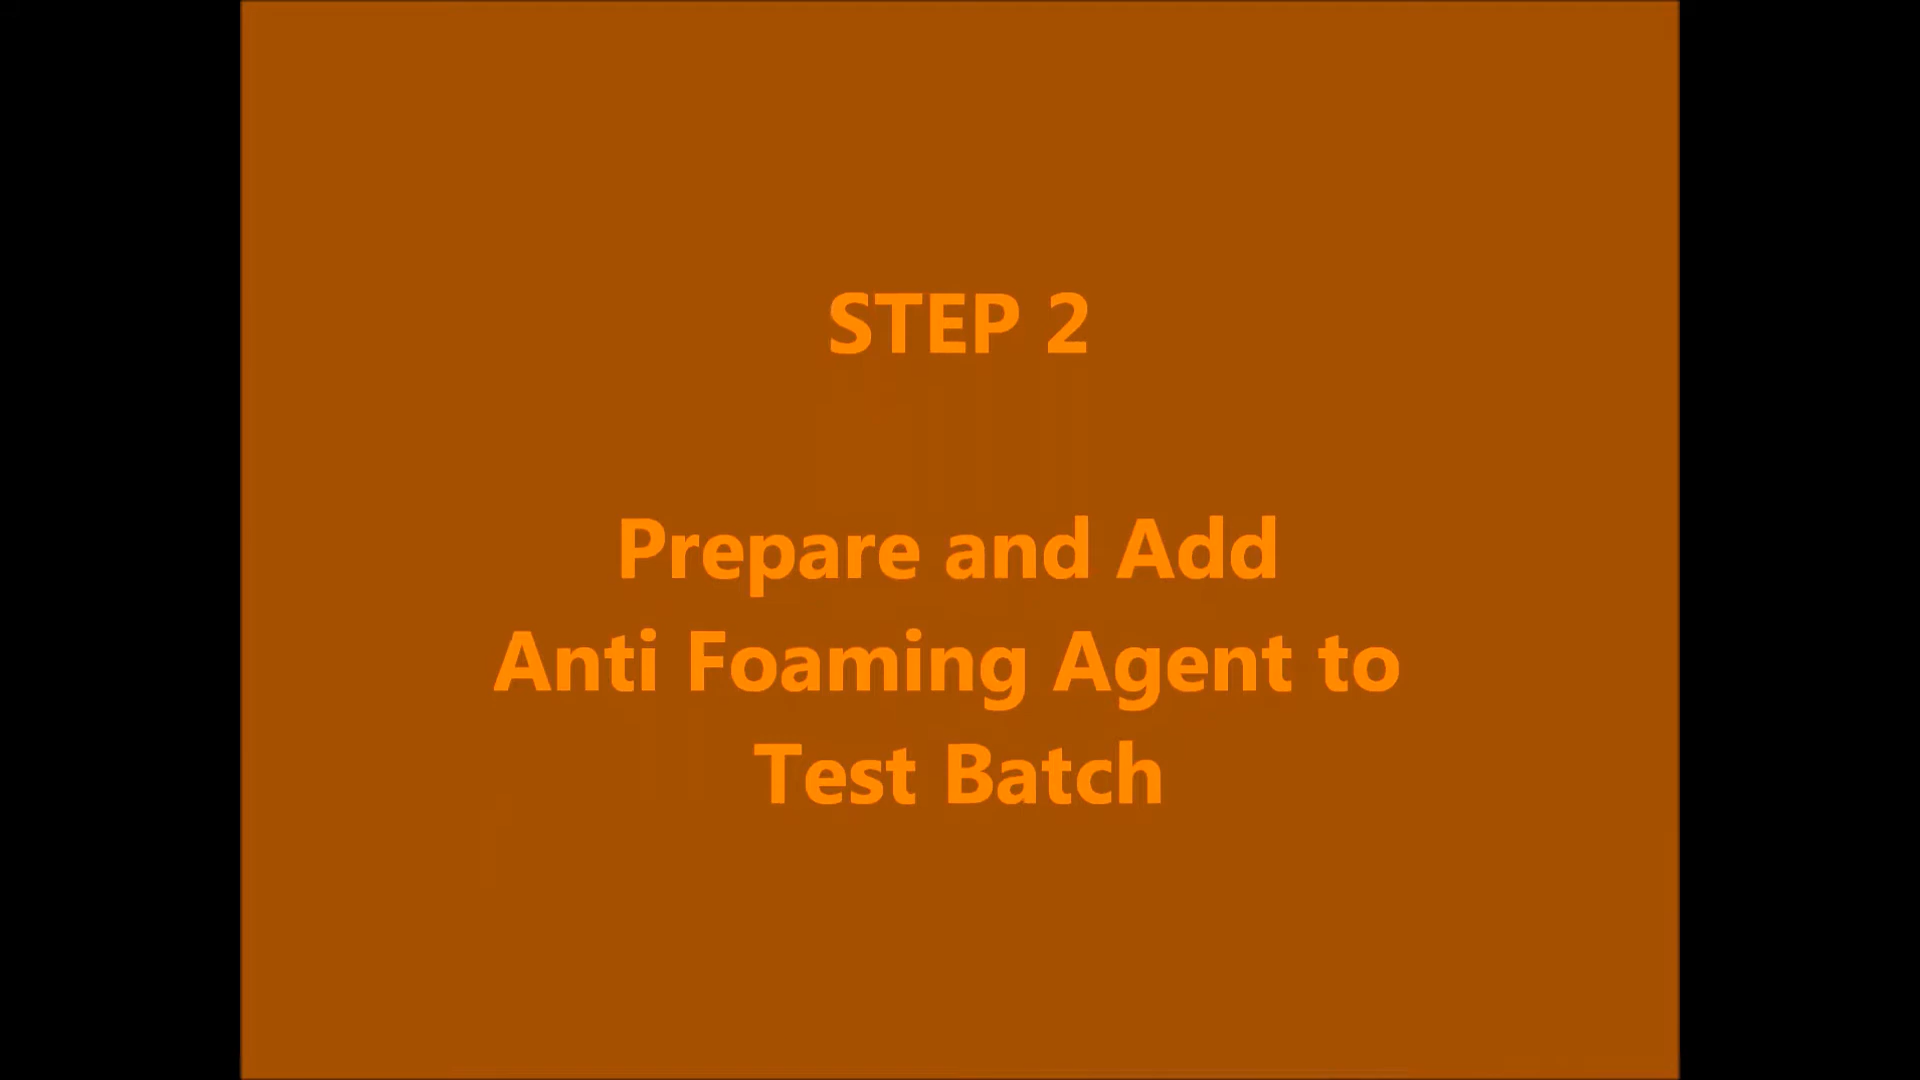 STEP 2
Prepare and Add
Anti Foaming Agent to
Test Batch